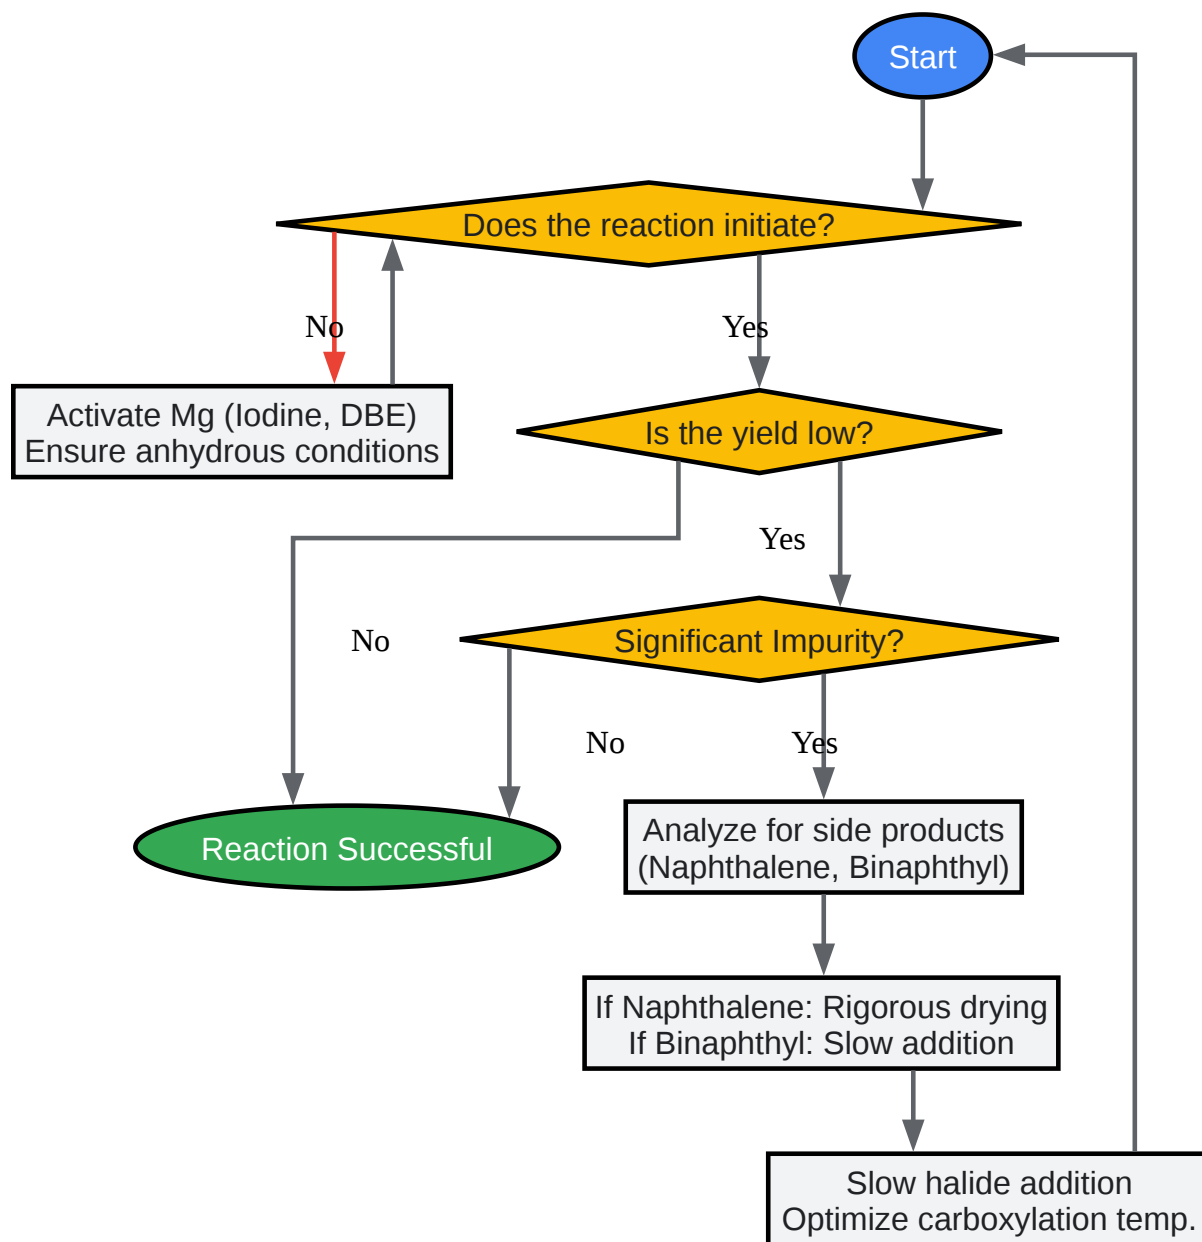 Start
Does the reaction initiate?
No
Yes
Activate Mg (Iodine, DBE)
Ensure anhydrous conditions
Is the yield low?
Yes
No
Significant Impurity?
No
Yes
Reaction Successful
Analyze for side products
(Naphthalene, Binaphthyl)
If Naphthalene: Rigorous drying
If Binaphthyl: Slow addition
Slow halide addition
Optimize carboxylation temp.